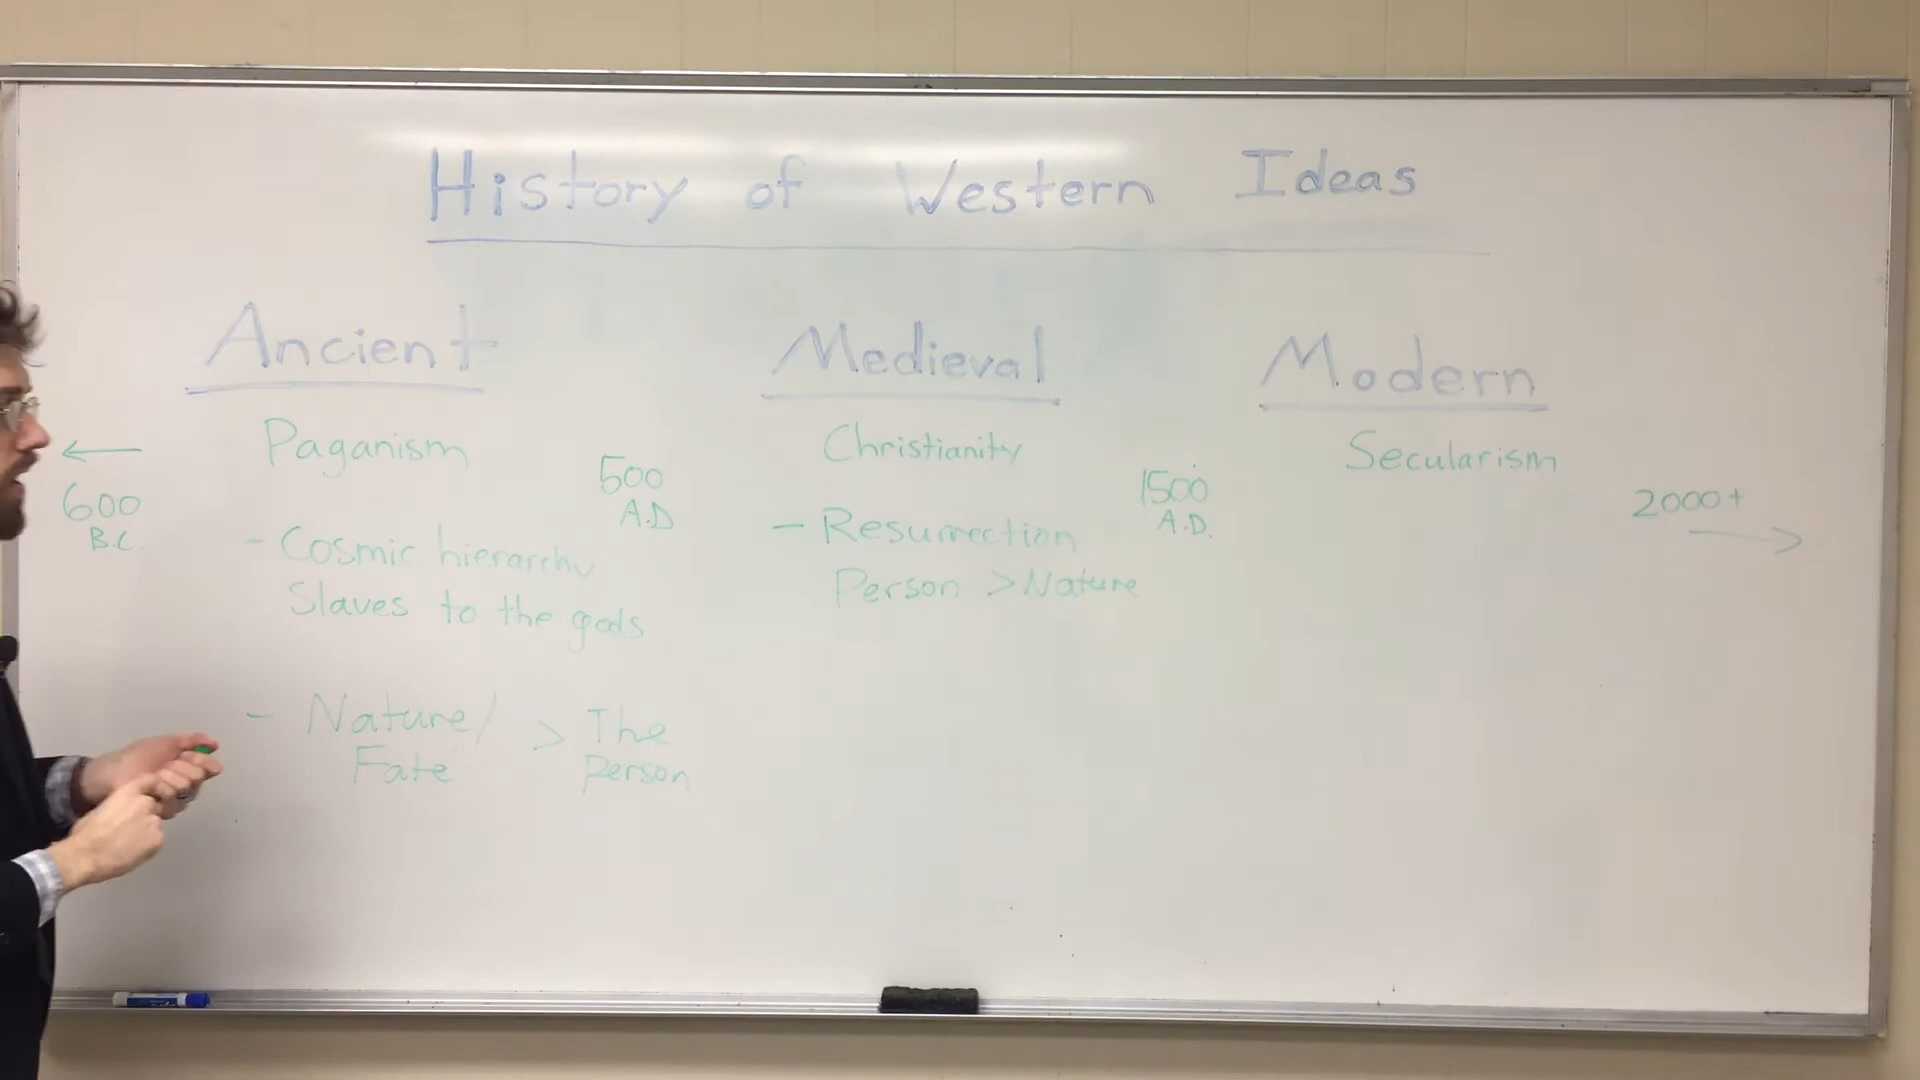 History of Western Ideas
Ancient
Paganism
←
600
B.C.
- Cosmic hierarchy
Slaves to the gods
- Nature/ > The
Fate Person
500
A.D
Medieval
Christianity
- Resurrection
Person > Nature
1500
A.D.
Modern
Secularism
2000+
→